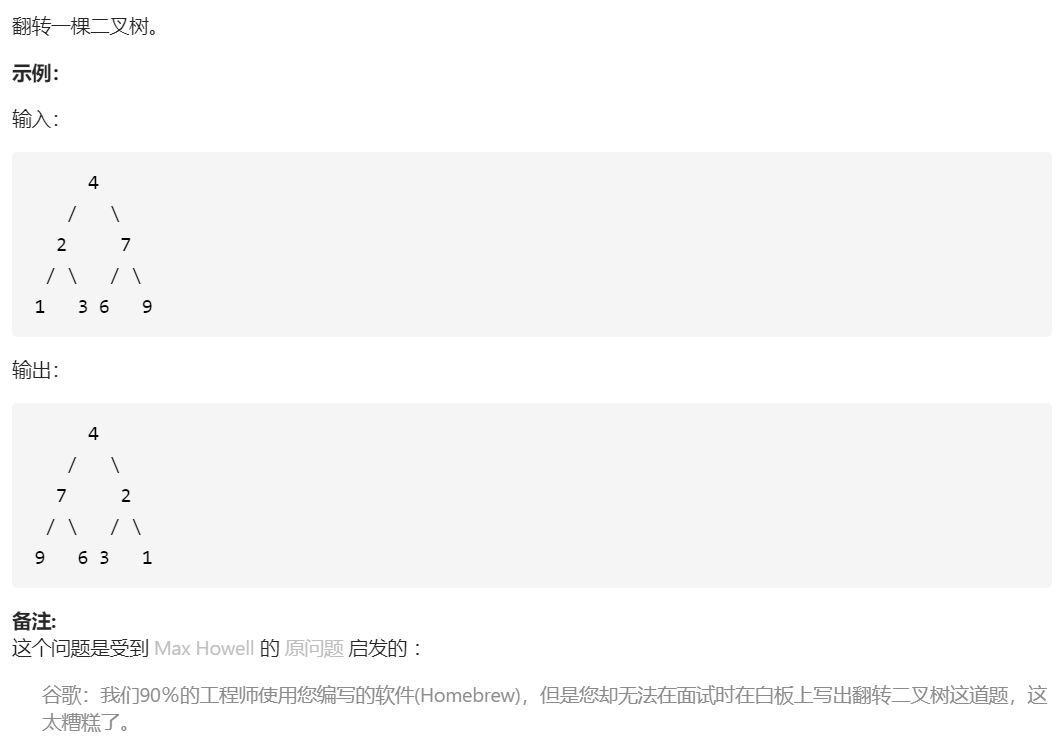 翻转一棵二叉树。
示例：
输入：
     4
   /   \
  2     7
 / \   / \
1   3 6   9
输出：
     4
   /   \
  7     2
 / \   / \
9   6 3   1
备注:
这个问题是受到 Max Howell 的 原问题 启发的 ：
谷歌：我们90％的工程师使用您编写的软件(Homebrew)，但是您却无法在面试时在白板上写出翻转二叉树这道题，这
太糟糕了。